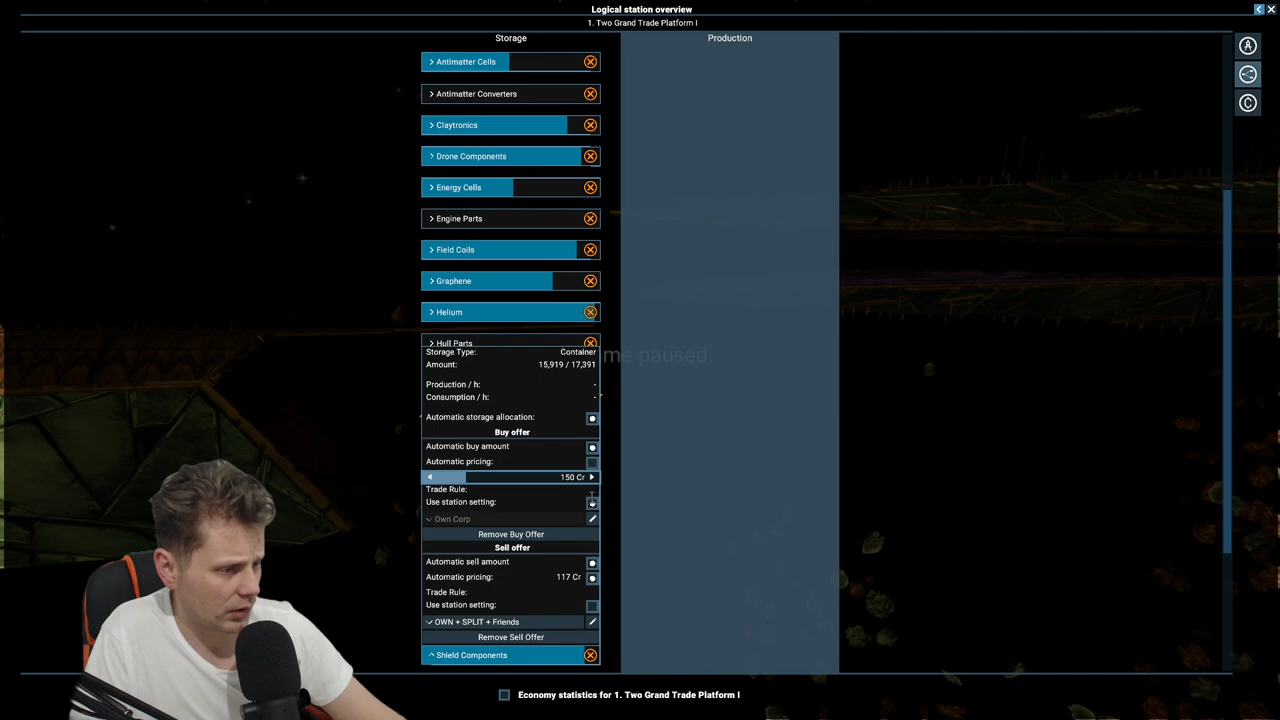 Logical station overview
1. Two Grand Trade Platform I
Storage
Production
Antimatter Cells
Antimatter Converters
Claytronics
Drone Components
Energy Cells
Engine Parts
Field Coils
Graphene
Helium
Hull Parts
me paused
Storage Type: Container
Amount: 15,919 / 17,391
Production / h: -
Consumption / h: -
Automatic storage allocation:
Buy offer
Automatic buy amount
Automatic pricing:
150 Cr
Trade Rule:
Use station setting:
Own Corp
Remove Buy Offer
Sell offer
Automatic sell amount
Automatic pricing: 117 Cr
Trade Rule:
Use station setting:
OWN + SPLIT + Friends
Remove Sell Offer
Shield Components
Economy statistics for 1. Two Grand Trade Platform I